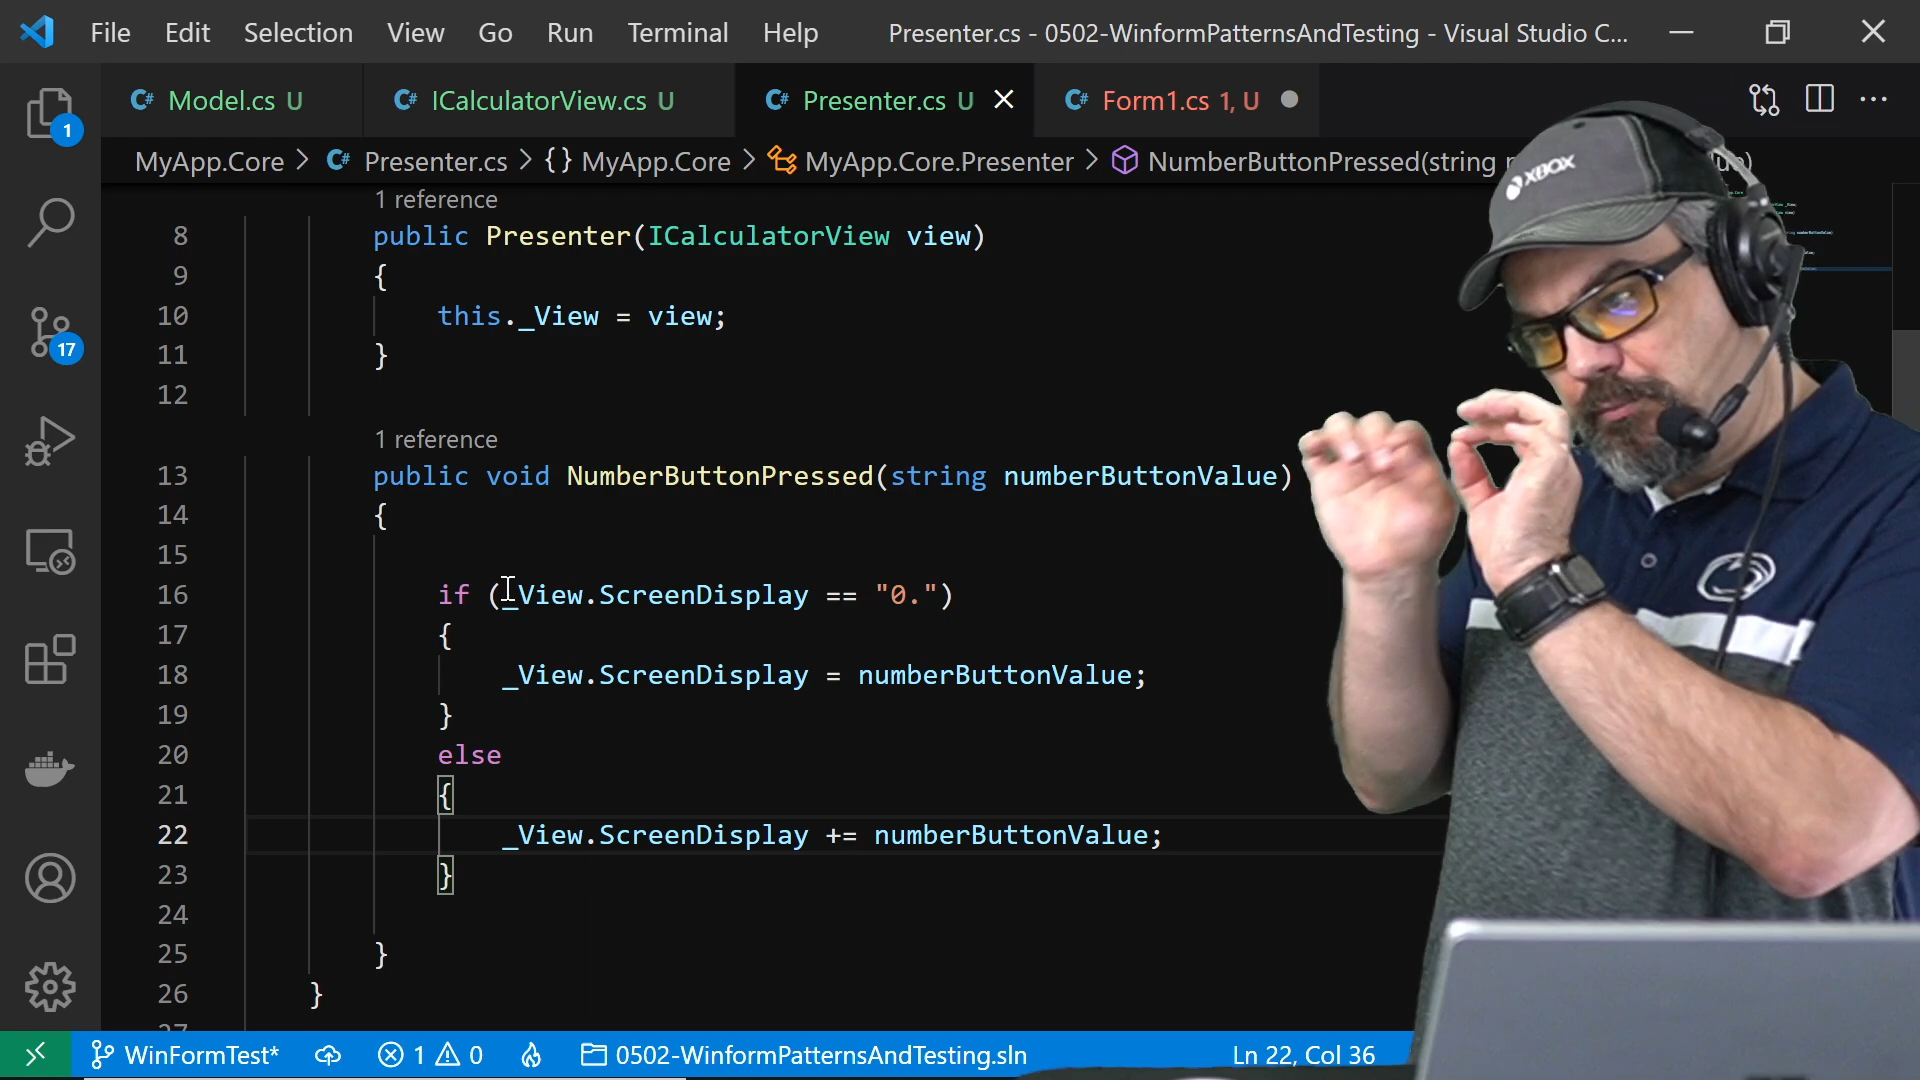 File Edit Selection View Go Run Terminal Help Presenter.cs - 0502-WinformPatternsAndTesting - Visual Studio C...
Model.cs U ICalculatorView.cs U Presenter.cs U Form1.cs 1, U
MyApp.Core > C# Presenter.cs > {} MyApp.Core > MyApp.Core.Presenter > NumberButtonPressed(string
1 reference
8 public Presenter(ICalculatorView view)
9 {
10 this._View = view;
11 }
12
1 reference
13 public void NumberButtonPressed(string numberButtonValue)
14 {
15
16 if (_View.ScreenDisplay == "0.")
17 {
18 _View.ScreenDisplay = numberButtonValue;
19 }
20 else
21 {
22 _View.ScreenDisplay += numberButtonValue;
23 }
24
25 }
26 }
1
17
XBOX
WinFormTest* 1 0 0502-WinformPatternsAndTesting.sln Ln 22, Col 36